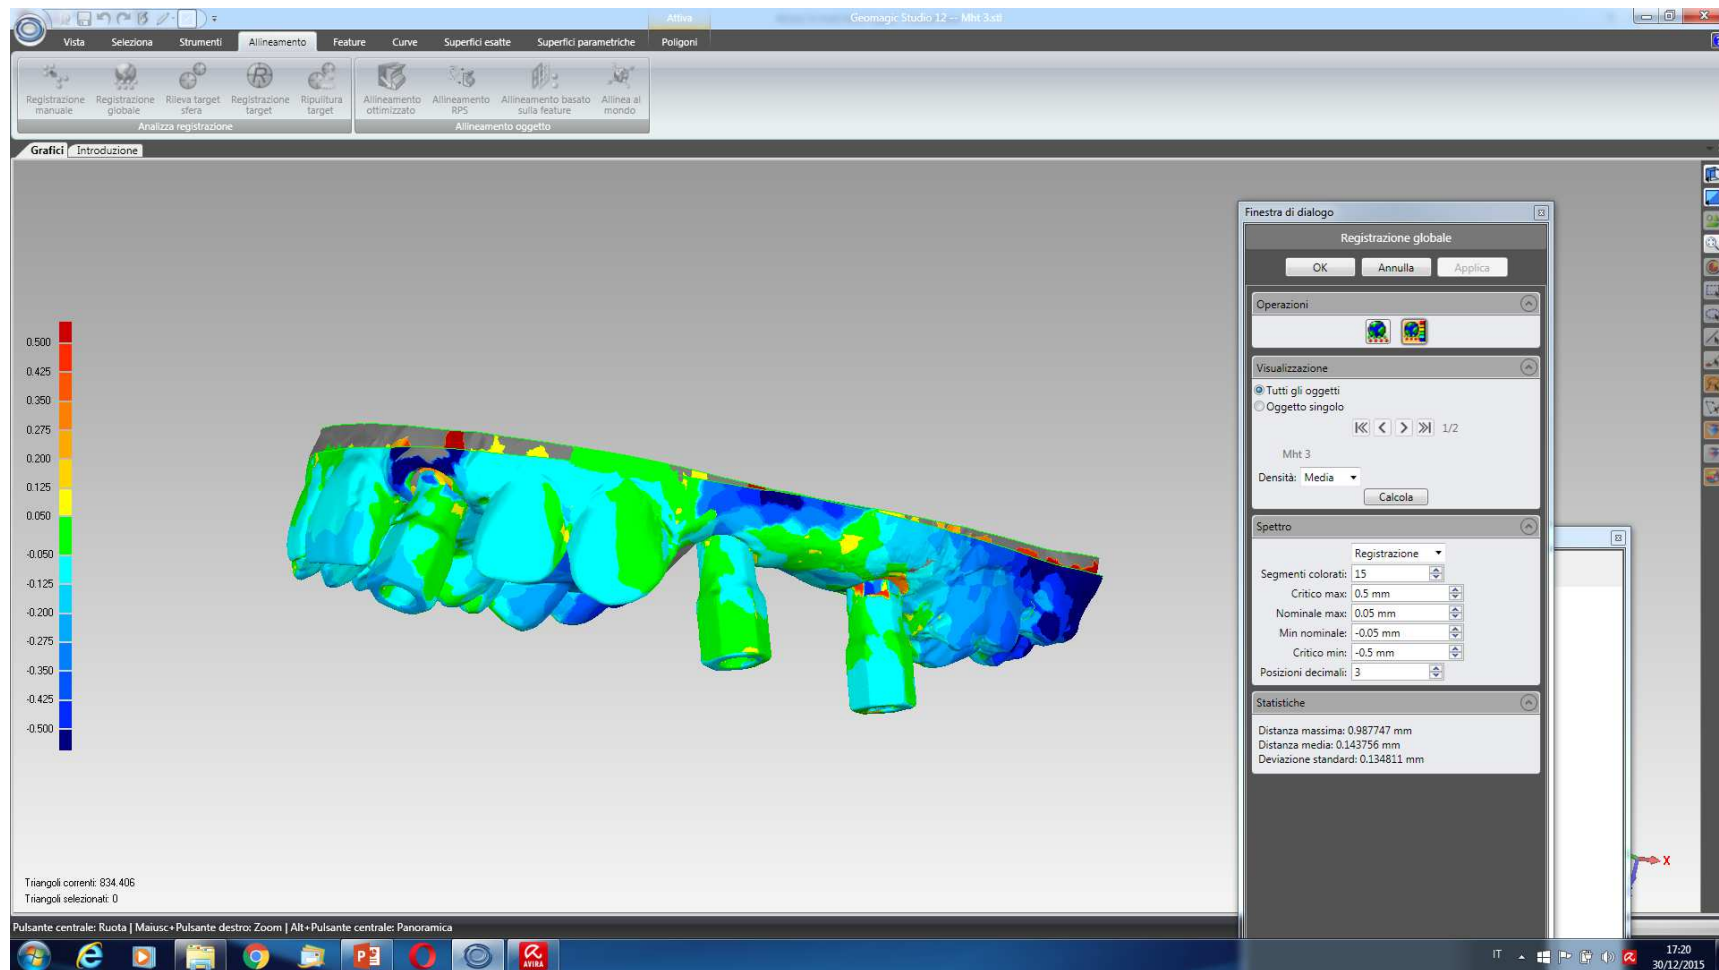 Attiva
Geomagic Studio 12 -- Mht 3.stl
Vista Seleziona Strumenti Allineamento Feature Curve Superfici esatte Superfici parametriche Poligoni
Registrazione manuale
Registrazione globale
Rileva target sfera
Registrazione target
Ripulitura target
Allineamento ottimizzato
Allineamento RPS
Allineamento basato sulla feature
Allinea al mondo
Analizza registrazione
Allineamento oggetto
Grafici Introduzione
0.500
0.425
0.350
0.275
0.200
0.125
0.050
-0.050
-0.125
-0.200
-0.275
-0.350
-0.425
-0.500
Finestra di dialogo
Registrazione globale
OK Annulla Applica
Operazioni
Visualizzazione
Tutti gli oggetti
Oggetto singolo
1/2
Mht 3
Densità: Media
Calcola
Spettro
Registrazione
Segmenti colorati: 15
Critico max: 0.5 mm
Nominale max: 0.05 mm
Min nominale: -0.05 mm
Critico min: -0.5 mm
Posizioni decimali: 3
Statistiche
Distanza massima: 0.987747 mm
Distanza media: 0.143756 mm
Deviazione standard: 0.134811 mm
X
Triangoli correnti: 834.406
Triangoli selezionati: 0
Pulsante centrale: Ruota | Maiusc+Pulsante destro: Zoom | Alt+Pulsante centrale: Panoramica
AVIRA
IT
17:20
30/12/2015